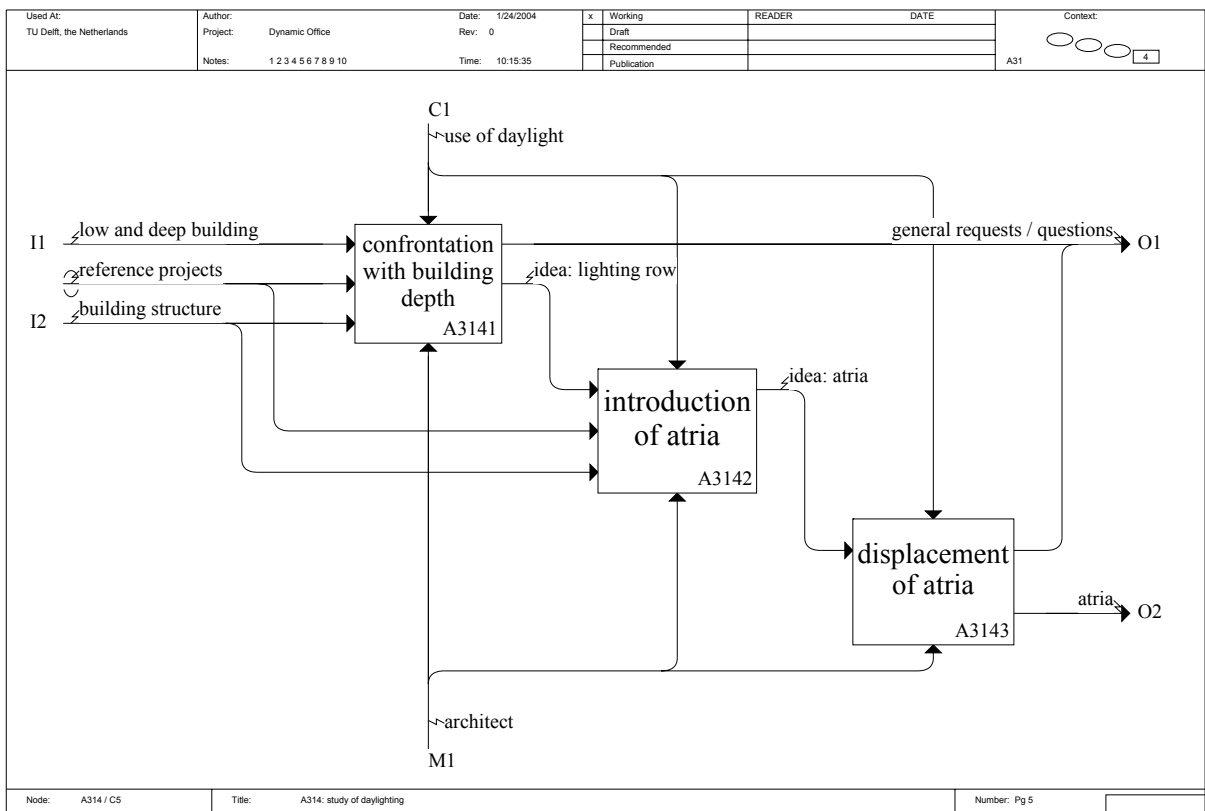 Used At:
TU Delft, the Netherlands
Author:
Project: Dynamic Office
Notes: 1 2 3 4 5 6 7 8 9 10
Date: 1/24/2004
Rev: 0
Time: 10:15:35
x Working
Draft
Recommended
Publication
READER DATE
Context:
4
A31
C1
use of daylight
I1
low and deep building
reference projects
I2
building structure
confrontation
with building
depth
A3141
general requests / questions
O1
idea: lighting row
introduction
of atria
A3142
idea: atria
displacement
of atria
A3143
atria
O2
architect
M1
Node: A314 / C5
Title: A314: study of daylighting
Number: Pg 5